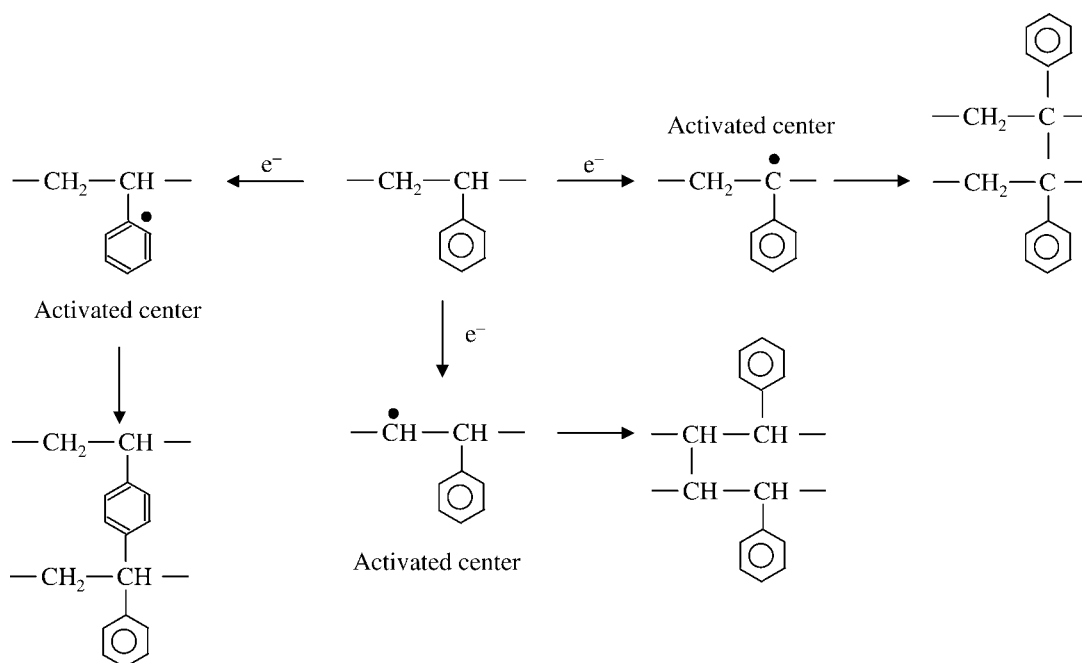 Activated center
— CH₂ — C —
— CH₂ — CH —
e⁻
— CH₂ — CH —
e⁻
— CH₂ — C —
— CH₂ — C —
Activated center
e⁻
— CH₂ — CH —
— CH — CH —
— CH — CH —
— CH — CH —
Activated center
— CH₂ — CH —